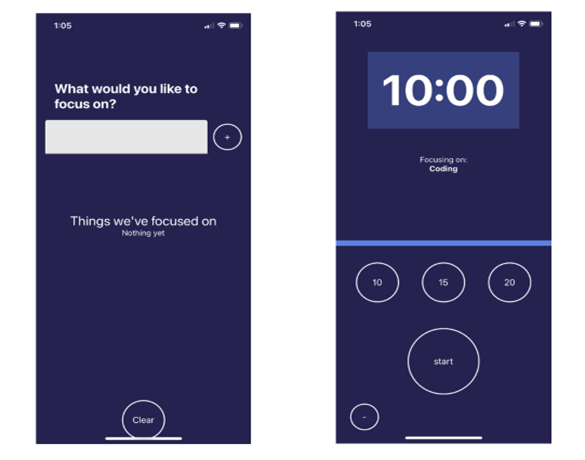 1:05
What would you like to
focus on?
+
Things we've focused on
Nothing yet
Clear
1:05
10:00
Focusing on:
Coding
10
15
20
start
-